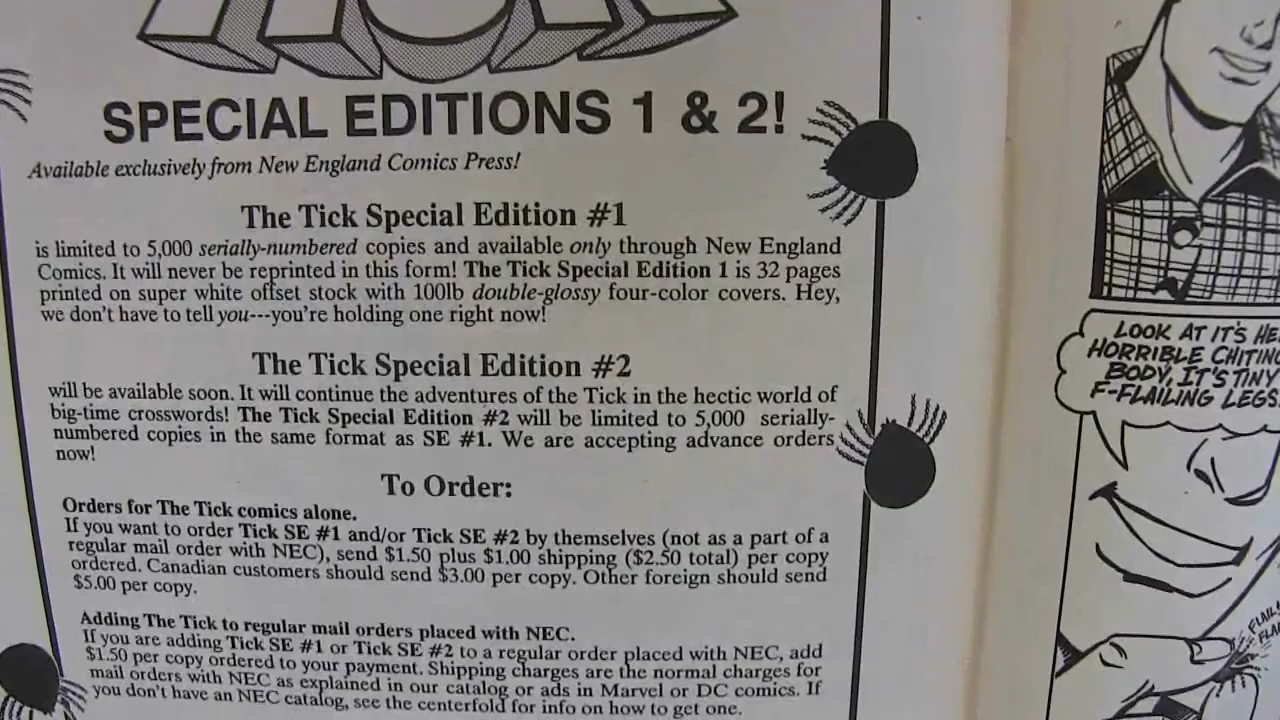 SPECIAL EDITIONS 1 & 2!
Available exclusively from New England Comics Press!
The Tick Special Edition #1
is limited to 5,000 serially-numbered copies and available only through New England
Comics. It will never be reprinted in this form! The Tick Special Edition 1 is 32 pages
printed on super white offset stock with 100lb double-glossy four-color covers. Hey,
we don't have to tell you---you're holding one right now!
The Tick Special Edition #2
will be available soon. It will continue the adventures of the Tick in the hectic world of
big-time crosswords! The Tick Special Edition #2 will be limited to 5,000 serially-
numbered copies in the same format as SE #1. We are accepting advance orders
now!
To Order:
Orders for The Tick comics alone.
If you want to order Tick SE #1 and/or Tick SE #2 by themselves (not as a part of a
regular mail order with NEC), send $1.50 plus $1.00 shipping ($2.50 total) per copy
ordered. Canadian customers should send $3.00 per copy. Other foreign should send
$5.00 per copy.
Adding The Tick to regular mail orders placed with NEC.
If you are adding Tick SE #1 or Tick SE #2 to a regular order placed with NEC, add
$1.50 per copy ordered to your payment. Shipping charges are the normal charges for
mail orders with NEC as explained in our catalog or ads in Marvel or DC comics. If
you don't have an NEC catalog, see the centerfold for info on how to get one.
LOOK AT IT'S
HORRIBLE
BODY, IT'S TINY
F-FLAILING LEGS